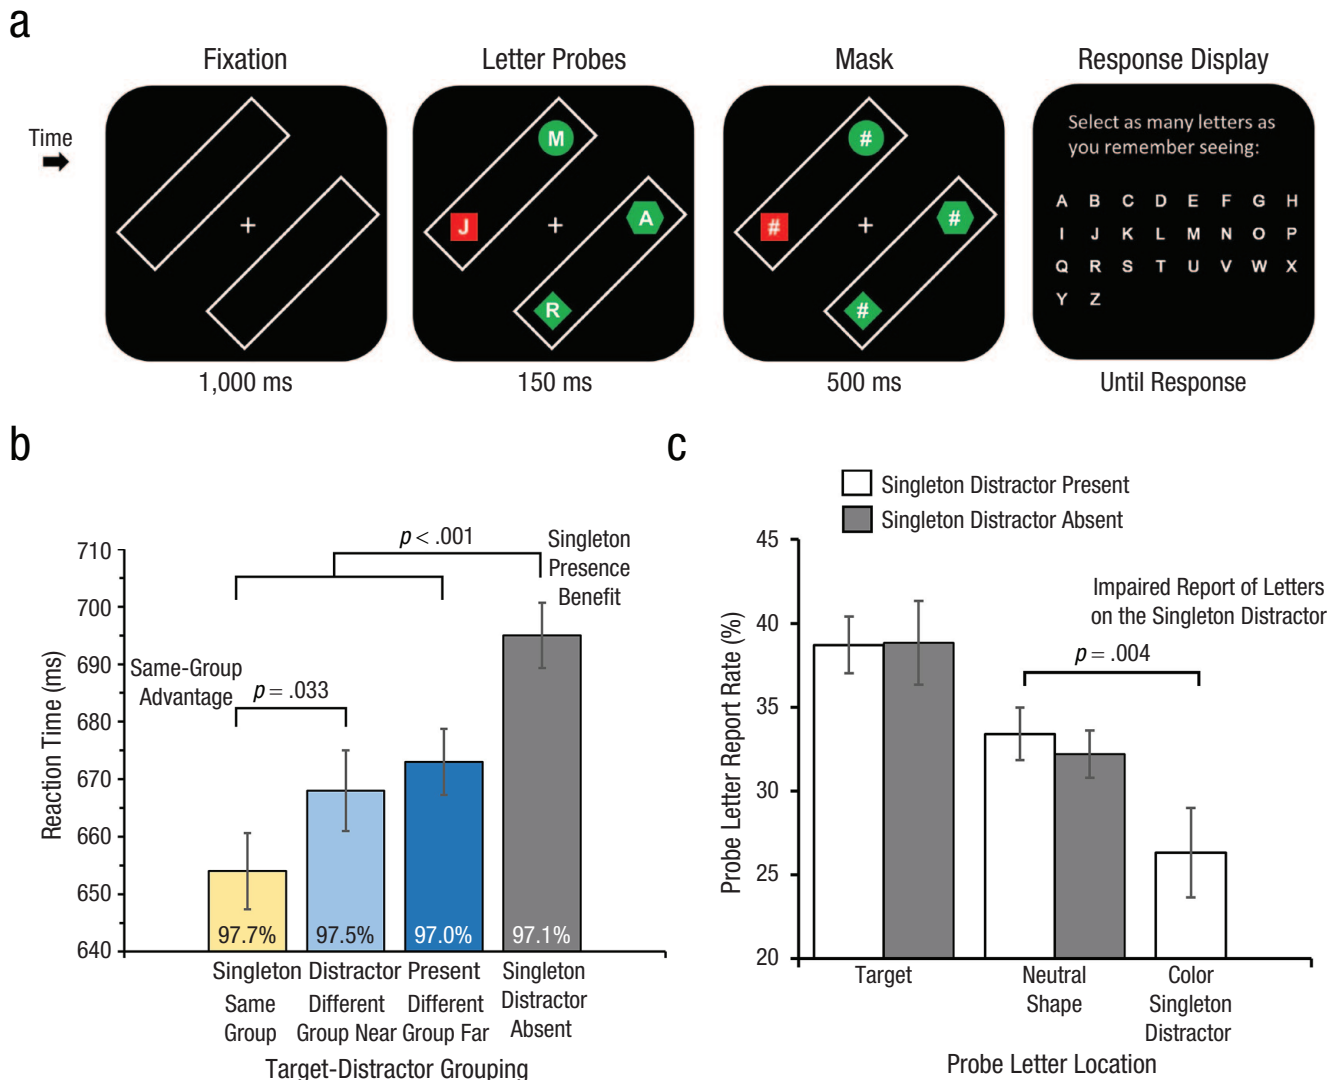 a
Fixation
Letter Probes
Mask
Response Display
Time
M
J
A
R
#
#
#
#
Select as many letters as
you remember seeing:
A B C D E F G H
I J K L M N O P
Q R S T U V W X
Y Z
1,000 ms
150 ms
500 ms
Until Response
b
Reaction Time (ms)
710
700
690
680
670
660
650
640
p < .001
Singleton
Presence
Benefit
Same-Group
Advantage
p = .033
97.7%
97.5%
97.0%
97.1%
Singleton Distractor Present
Same
Group
Different
Group Near
Different
Group Far
Singleton
Distractor
Absent
Target-Distractor Grouping
c
Singleton Distractor Present
Singleton Distractor Absent
Probe Letter Report Rate (%)
45
40
35
30
25
20
Impaired Report of Letters
on the Singleton Distractor
p = .004
Target
Neutral
Shape
Color
Singleton
Distractor
Probe Letter Location